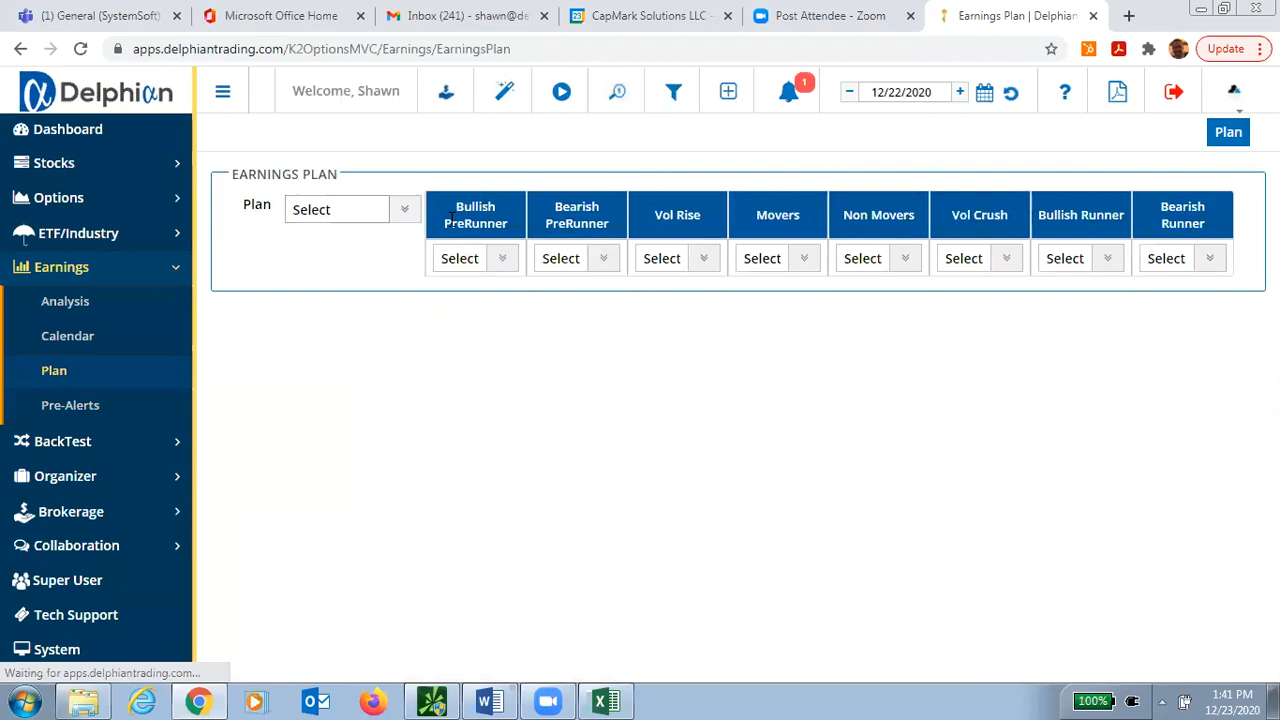 (15) General (SystemSoft
Microsoft Office Home
Inbox (241) - shawn@de
CapMark Solutions LLC -
Post Attendee - Zoom
Earnings Plan | Delphian
apps.delphiantrading.com/K2OptionsMVC/Earnings/EarningsPlan
Update
Delphiαn
Welcome, Shawn
1
12/22/2020
?
Plan
Dashboard
Stocks
Options
ETF/Industry
Earnings
Analysis
Calendar
Plan
Pre-Alerts
BackTest
Organizer
Brokerage
Collaboration
Super User
Tech Support
System
EARNINGS PLAN
Plan
Select
Bullish PreRunner
Bearish PreRunner
Vol Rise
Movers
Non Movers
Vol Crush
Bullish Runner
Bearish Runner
Select
Select
Select
Select
Select
Select
Select
Select
Waiting for apps.delphiantrading.com...
100%
1:41 PM
12/23/2020